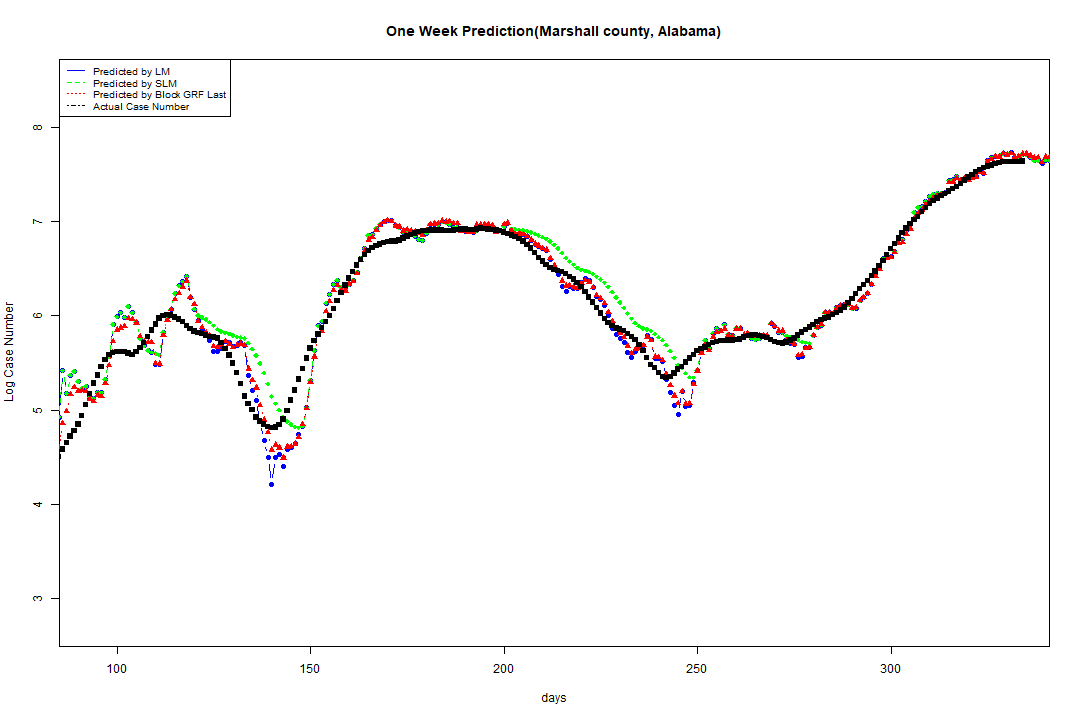 One Week Prediction(Marshall county, Alabama)
Predicted by LM
Predicted by SLM
Predicted by Block GRF Last
Actual Case Number
8
7
6
5
4
3
Log Case Number
100 150 200 250 300
days